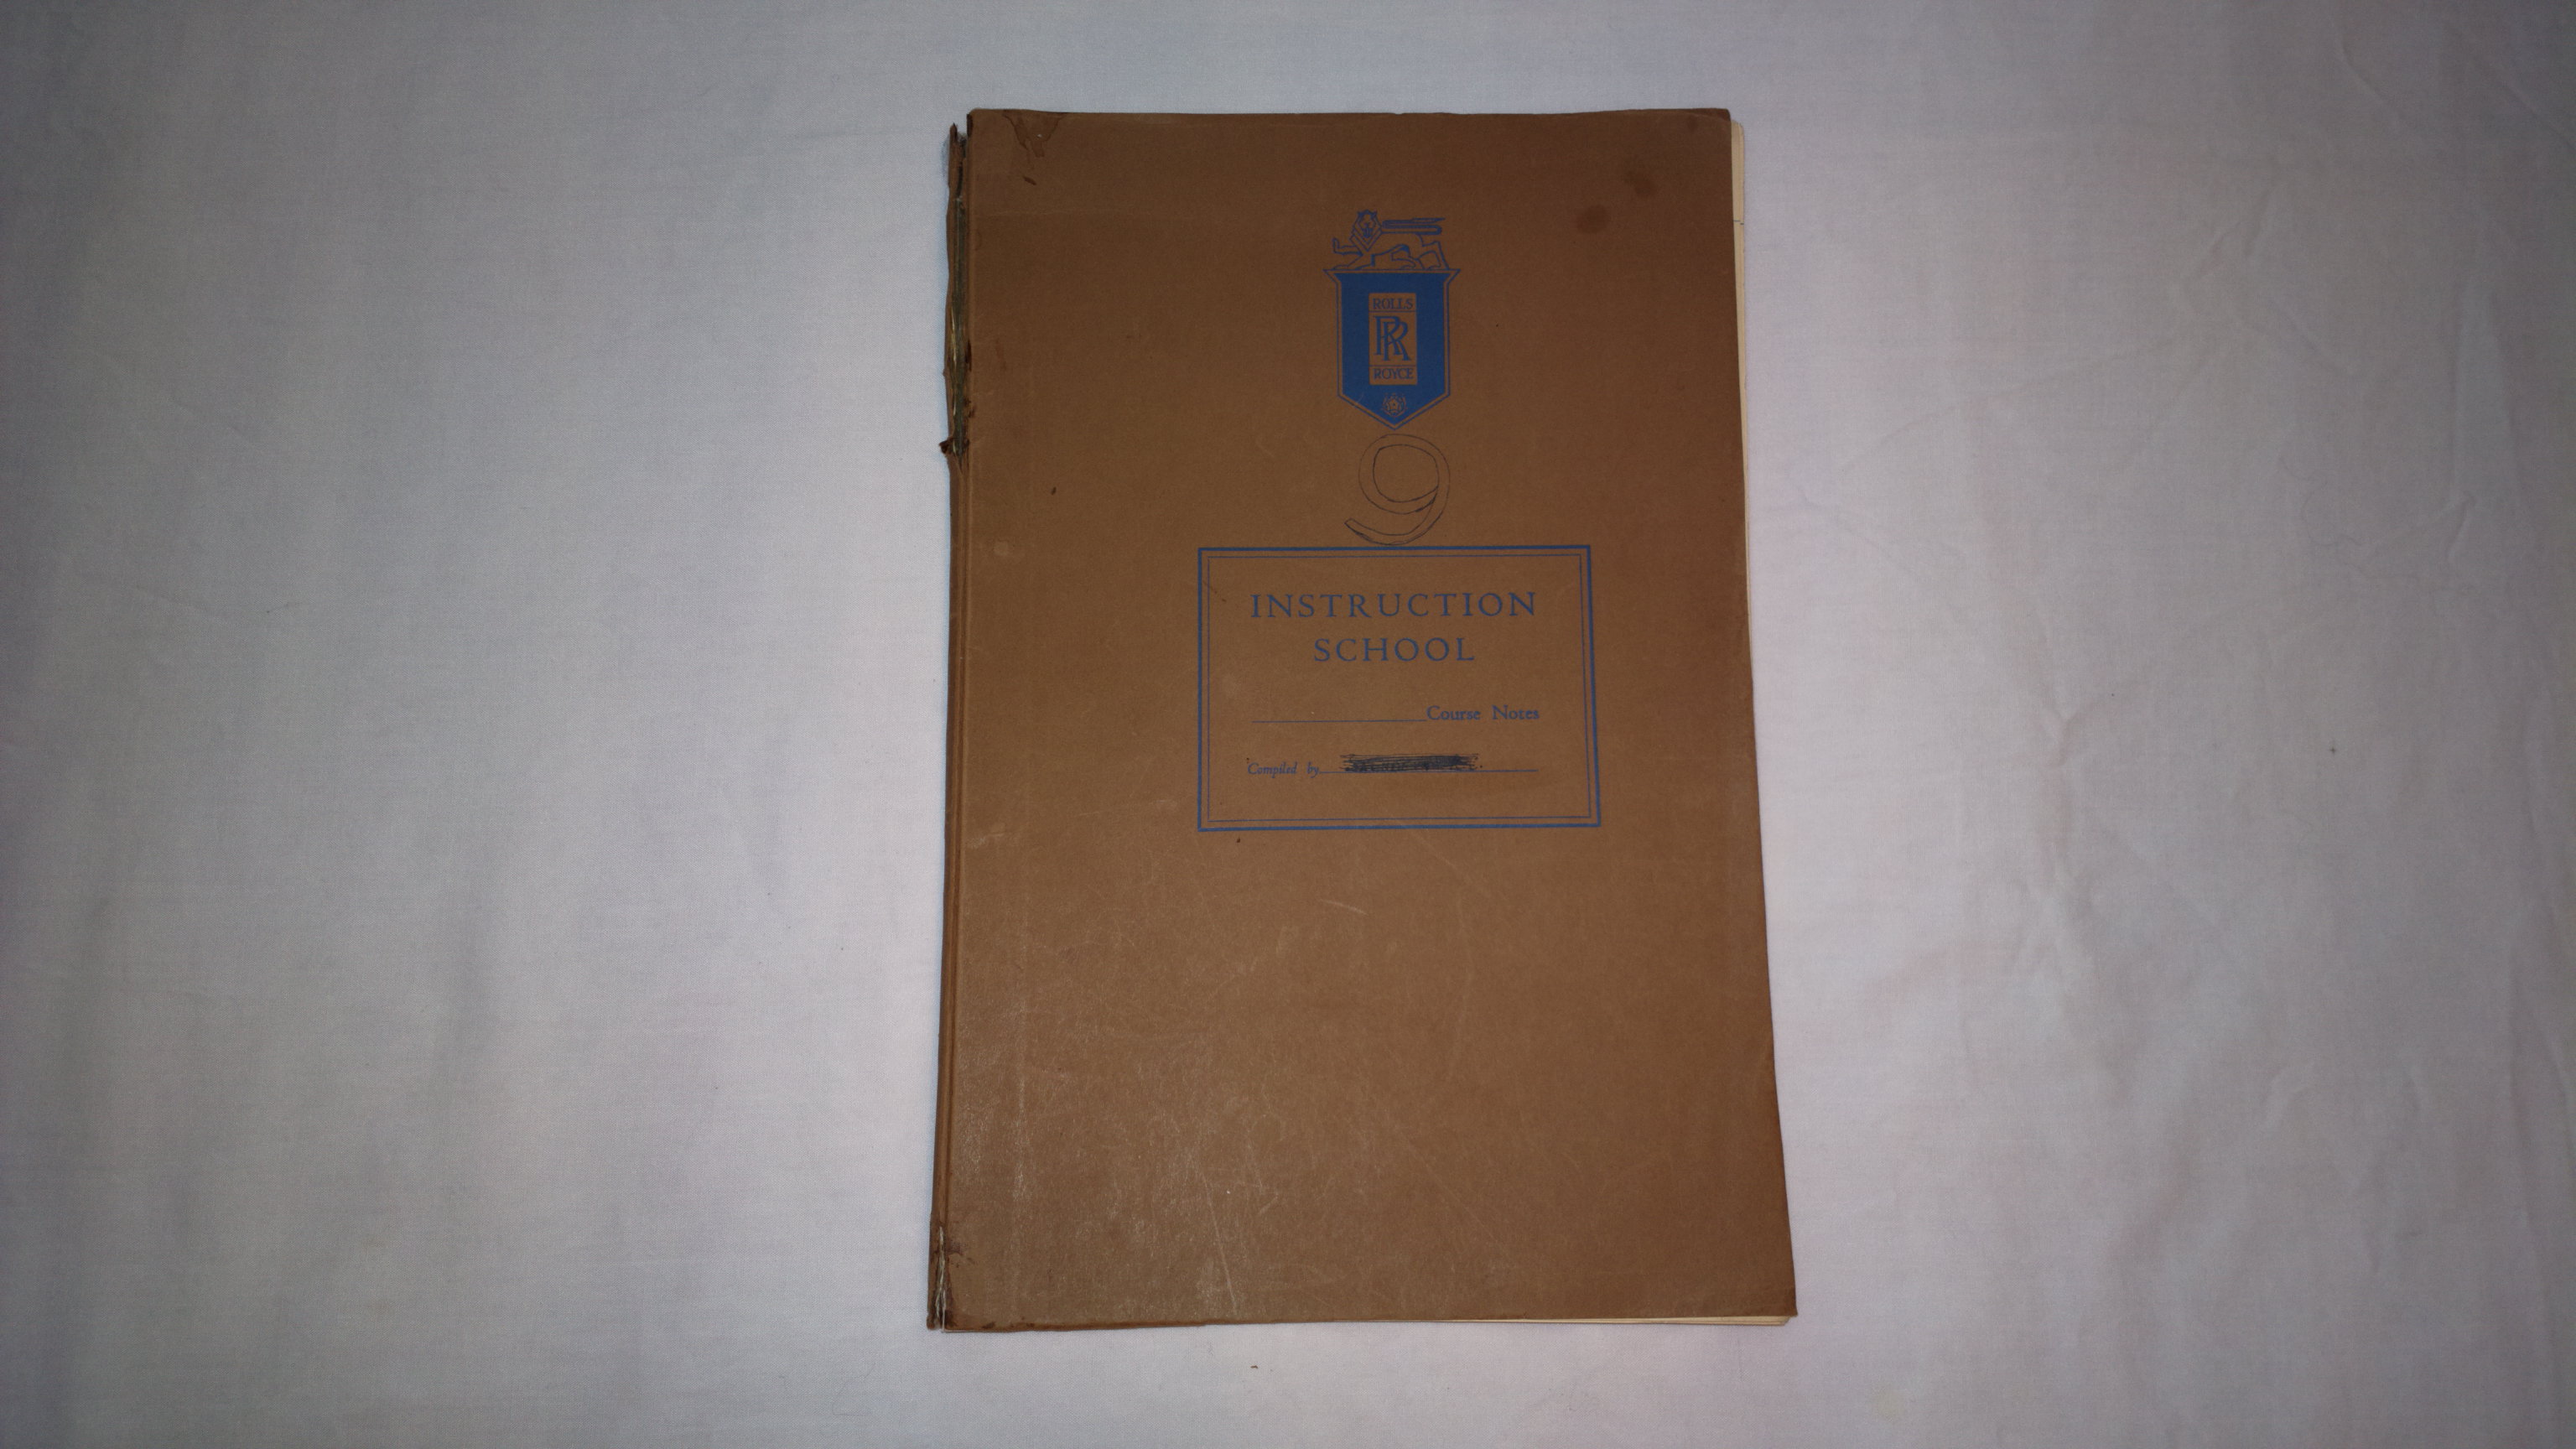 ROLLS
RR
ROYCE
9
INSTRUCTION
SCHOOL
Course Notes
Compiled by